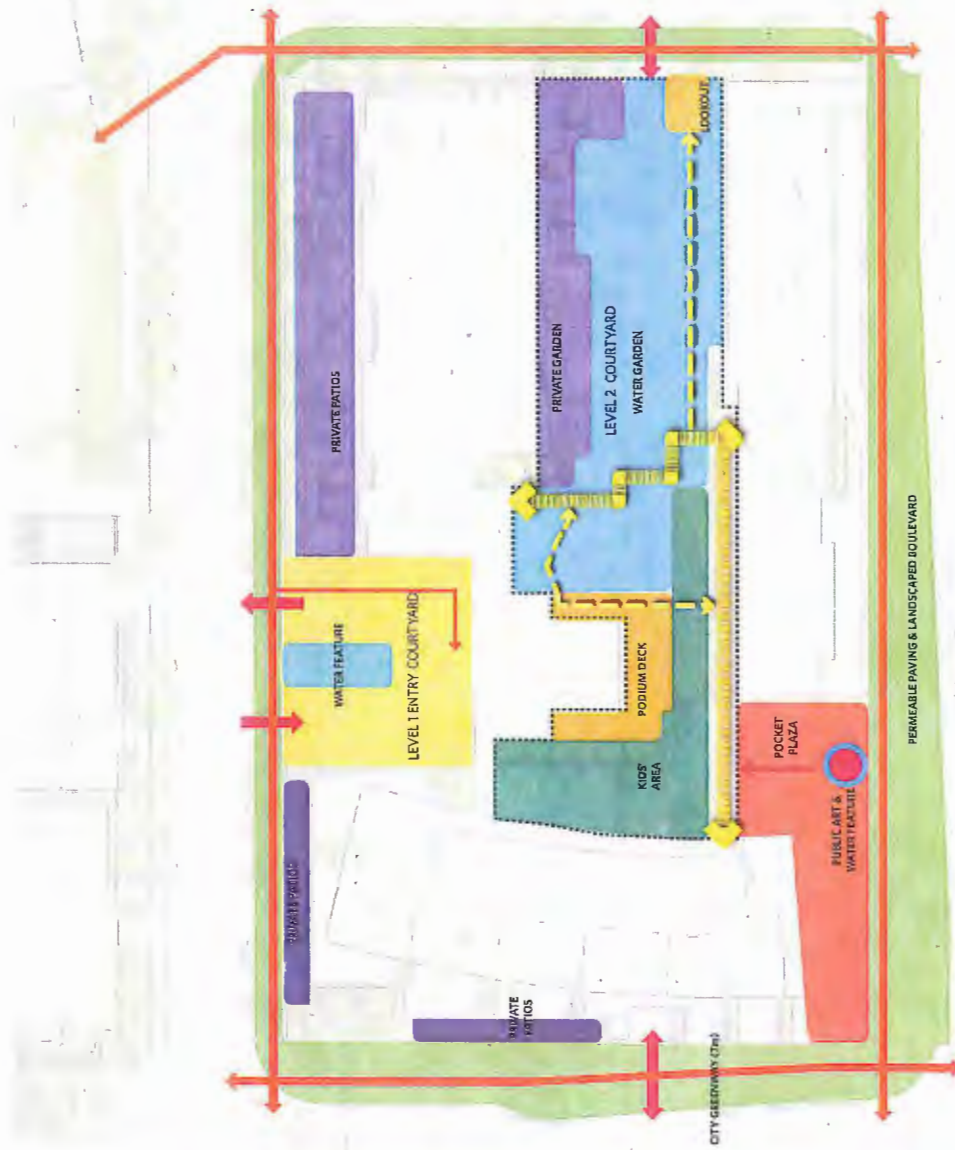 LOOKOUT
PRIVATE PATIOS
PRIVATE GARDEN
LEVEL 2 COURTYARD
WATER GARDEN
WATER FEATURE
LEVEL 1 ENTRY COURTYARD
PODIUM DECK
KIDS'
AREA
POCKET
PLAZA
PUBLIC ART &
WATER FEATURE
PERMEABLE PAVING & LANDSCAPED BOULEVARD
PRIVATE PATIOS
PRIVATE
PATIOS
CITY GREENWAY (7m)